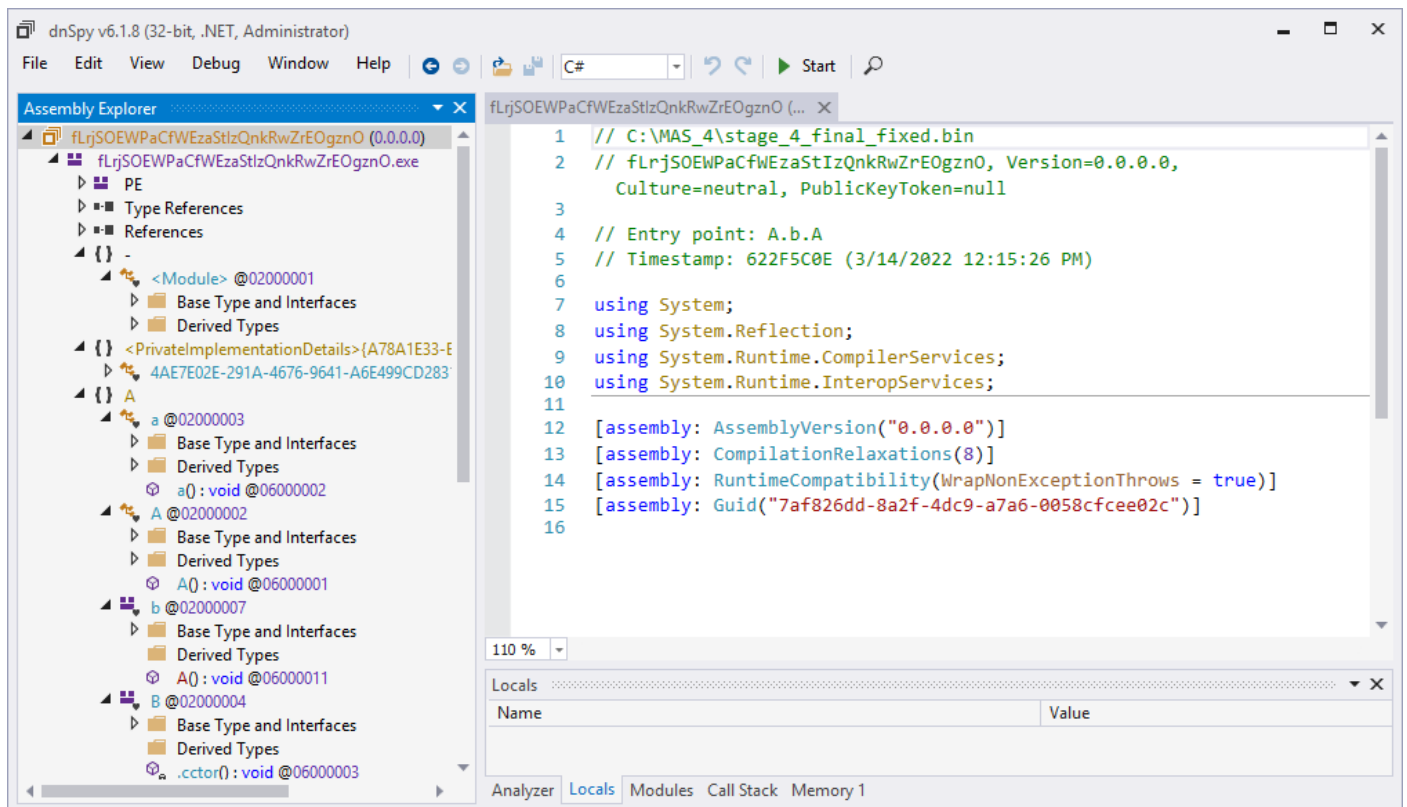 dnSpy v6.1.8 (32-bit, .NET, Administrator)
File Edit View Debug Window Help C# Start
Assembly Explorer
fLrjSOEWPaCfWEzaStIzQnkRwZrEOgznO (0.0.0.0)
fLrjSOEWPaCfWEzaStIzQnkRwZrEOgznO.exe
PE
Type References
References
{ } -
<Module> @02000001
Base Type and Interfaces
Derived Types
{ } <PrivateImplementationDetails>{A78A1E33-E
4AE7E02E-291A-4676-9641-A6E499CD283
{ } A
a @02000003
Base Type and Interfaces
Derived Types
a() : void @06000002
A @02000002
Base Type and Interfaces
Derived Types
A() : void @06000001
b @02000007
Base Type and Interfaces
Derived Types
A() : void @06000011
B @02000004
Base Type and Interfaces
Derived Types
.cctor() : void @06000003
fLrjSOEWPaCfWEzaStIzQnkRwZrEOgznO (...
1 // C:\MAS_4\stage_4_final_fixed.bin
2 // fLrjSOEWPaCfWEzaStIzQnkRwZrEOgznO, Version=0.0.0.0,
Culture=neutral, PublicKeyToken=null
3
4 // Entry point: A.b.A
5 // Timestamp: 622F5C0E (3/14/2022 12:15:26 PM)
6
7 using System;
8 using System.Reflection;
9 using System.Runtime.CompilerServices;
10 using System.Runtime.InteropServices;
11
12 [assembly: AssemblyVersion("0.0.0.0")]
13 [assembly: CompilationRelaxations(8)]
14 [assembly: RuntimeCompatibility(WrapNonExceptionThrows = true)]
15 [assembly: Guid("7af826dd-8a2f-4dc9-a7a6-0058cfcee02c")]
16
110 %
Locals
Name Value
Analyzer Locals Modules Call Stack Memory 1